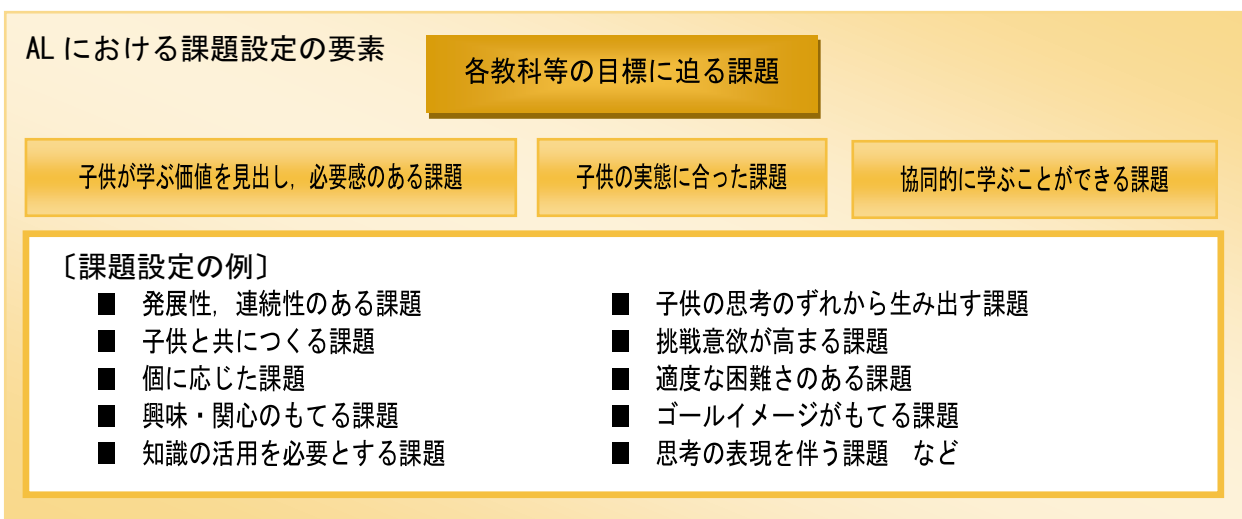 ALにおける課題設定の要素
各教科等の目標に迫る課題
子供が学ぶ価値を見出し，必要感のある課題
子供の実態に合った課題
協同的に学ぶことができる課題
〔課題設定の例〕
■ 発展性，連続性のある課題
■ 子供と共につくる課題
■ 個に応じた課題
■ 興味・関心のもてる課題
■ 知識の活用を必要とする課題
■ 子供の思考のずれから生み出す課題
■ 挑戦意欲が高まる課題
■ 適度な困難さのある課題
■ ゴールイメージがもてる課題
■ 思考の表現を伴う課題　など